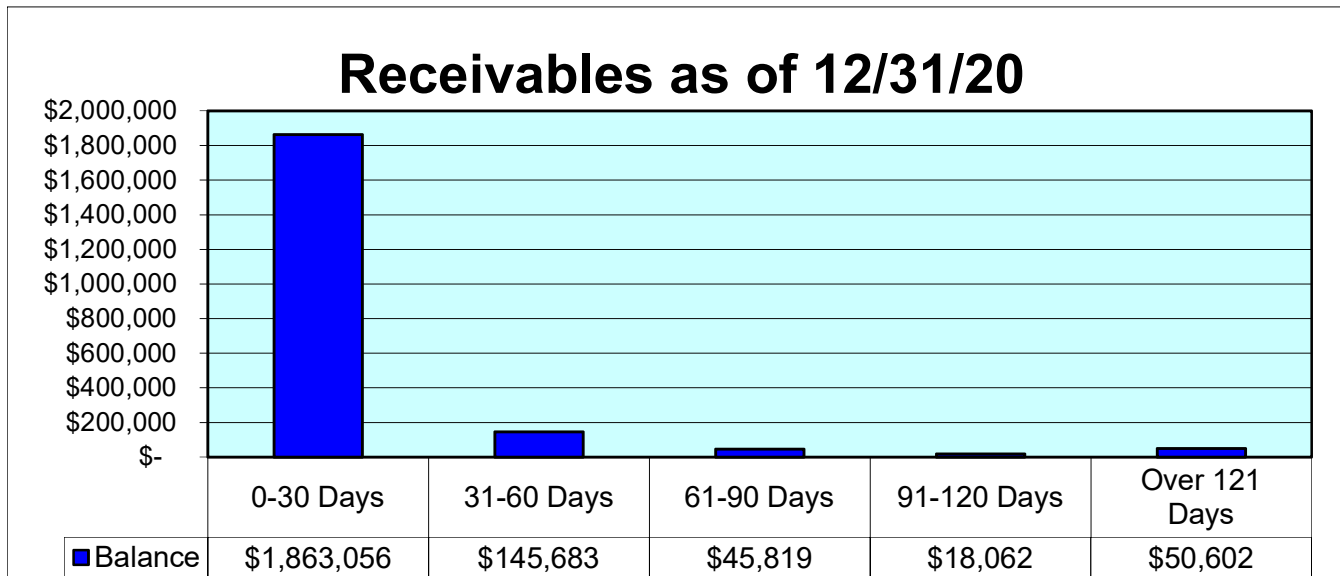 Receivables as of 12/31/20
$2,000,000
$1,800,000
$1,600,000
$1,400,000
$1,200,000
$1,000,000
$800,000
$600,000
$400,000
$200,000
$-
0-30 Days 31-60 Days 61-90 Days 91-120 Days Over 121
Days
Balance $1,863,056 $145,683 $45,819 $18,062 $50,602